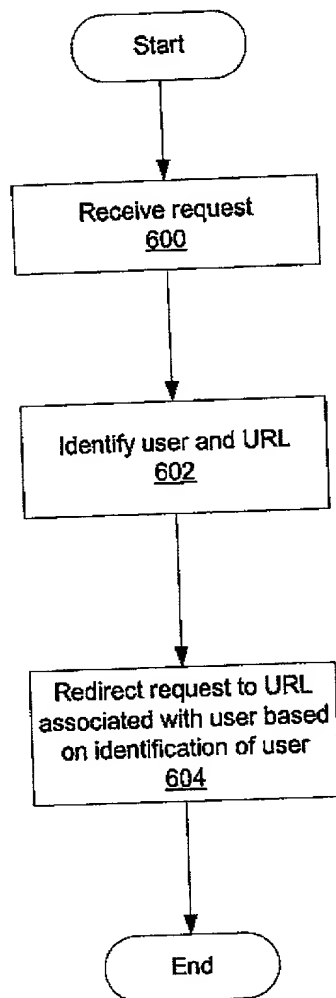 Start
Receive request
600
Identify user and URL
602
Redirect request to URL
associated with user based
on identification of user
604
End